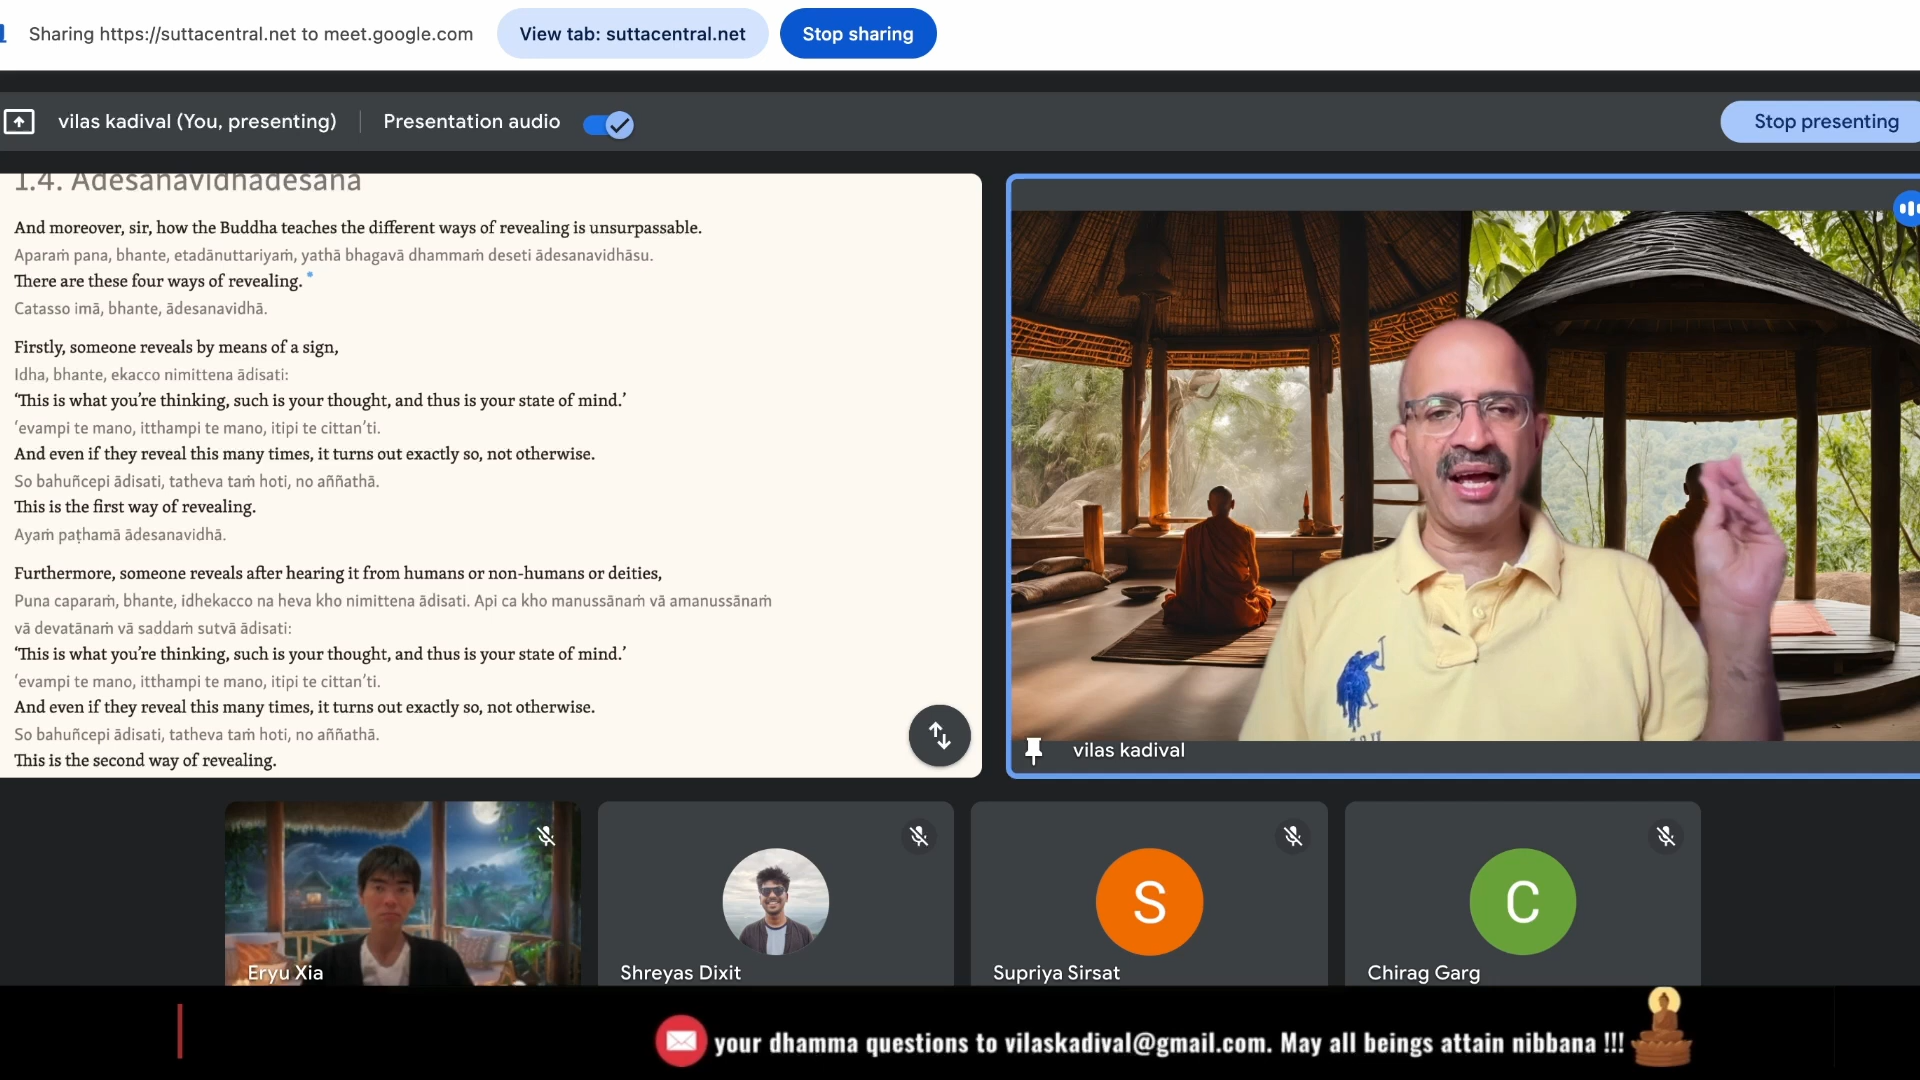 Sharing https://suttacentral.net to meet.google.com
View tab: suttacentral.net
Stop sharing
vilas kadival (You, presenting)
Presentation audio
Stop presenting
1.4. Ādesanavidhādesanā
And moreover, sir, how the Buddha teaches the different ways of revealing is unsurpassable.
Aparaṁ pana, bhante, etadānuttariyaṁ, yathā bhagavā dhammaṁ deseti ādesanavidhāsu.
There are these four ways of revealing.
Catasso imā, bhante, ādesanavidhā.
Firstly, someone reveals by means of a sign,
Idha, bhante, ekacco nimittena ādisati:
‘This is what you’re thinking, such is your thought, and thus is your state of mind.’
‘evampi te mano, itthampi te mano, itipi te cittan’ti.
And even if they reveal this many times, it turns out exactly so, not otherwise.
So bahuñcepi ādisati, tatheva taṁ hoti, no aññathā.
This is the first way of revealing.
Ayaṁ paṭhamā ādesanavidhā.
Furthermore, someone reveals after hearing it from humans or non-humans or deities,
Puna caparaṁ, bhante, idhekacco na heva kho nimittena ādisati. Api ca kho manussānaṁ vā amanussānaṁ
vā devatānaṁ vā saddaṁ sutvā ādisati:
‘This is what you’re thinking, such is your thought, and thus is your state of mind.’
‘evampi te mano, itthampi te mano, itipi te cittan’ti.
And even if they reveal this many times, it turns out exactly so, not otherwise.
So bahuñcepi ādisati, tatheva taṁ hoti, no aññathā.
This is the second way of revealing.
vilas kadival
Eryu Xia
Shreyas Dixit
S
Supriya Sirsat
C
Chirag Garg
your dhamma questions to vilaskadival@gmail.com. May all beings attain nibbana !!!